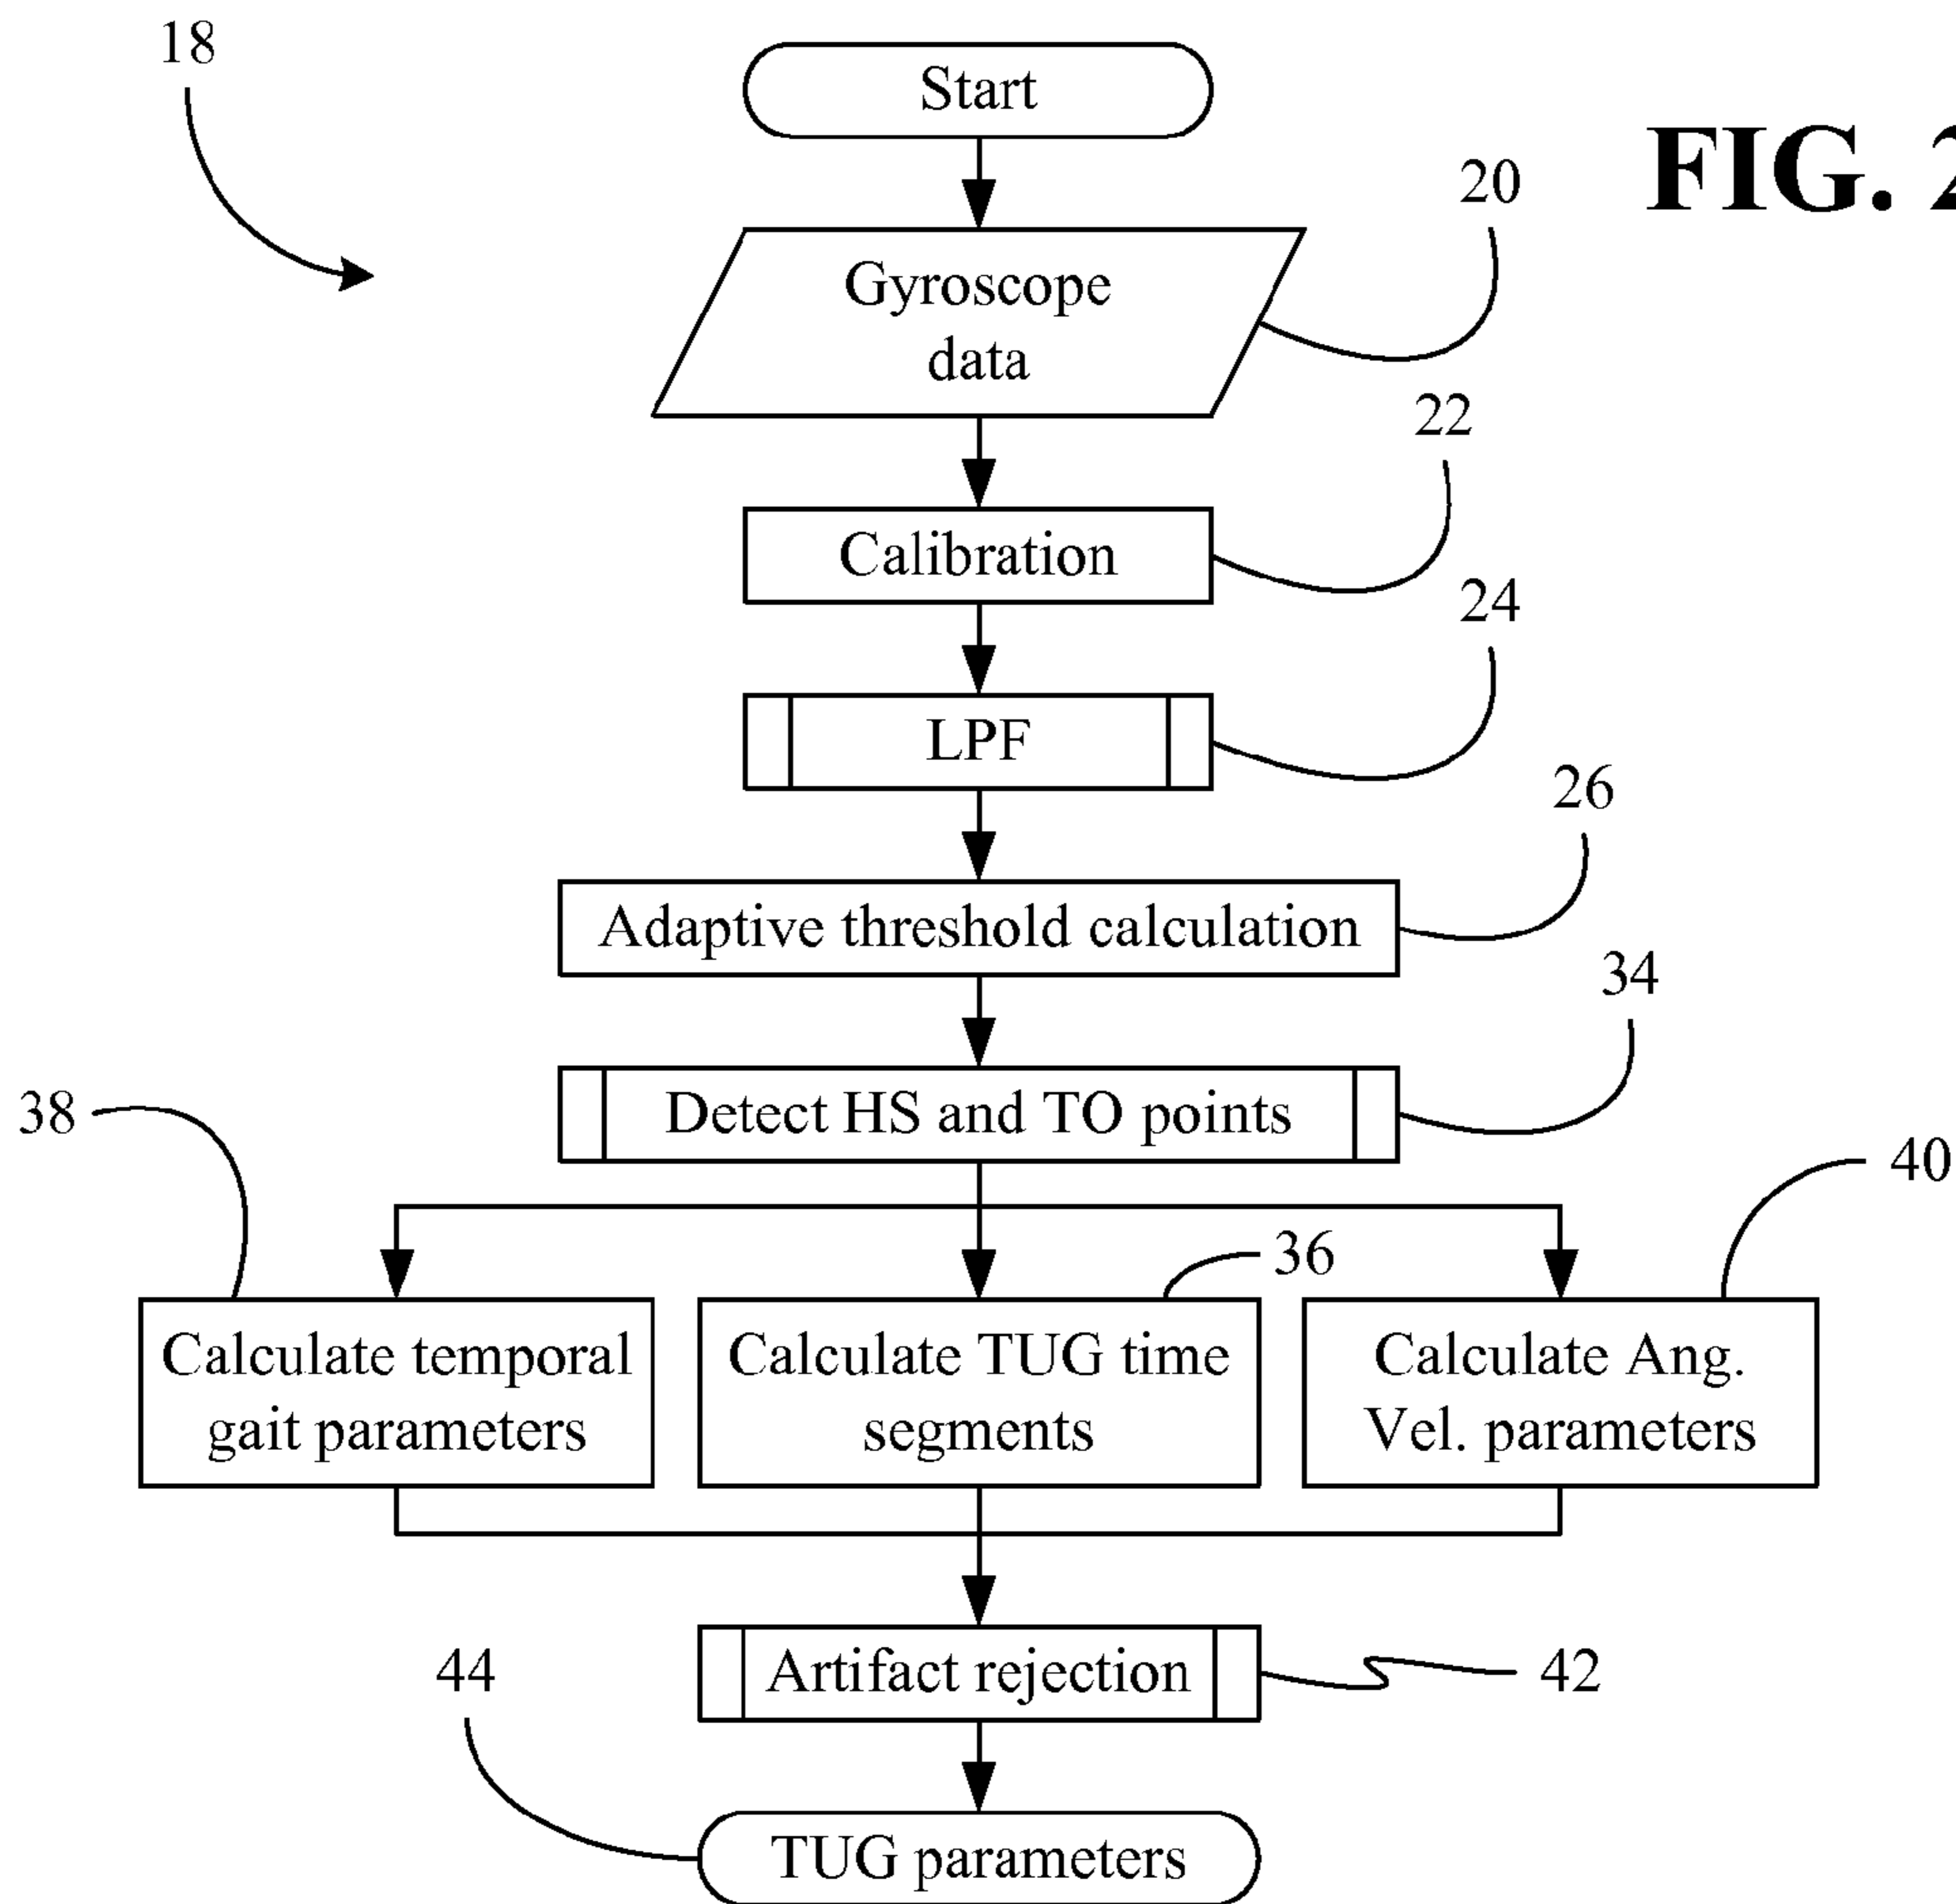 18
Start
FIG. 2
20
Gyroscope
data
22
Calibration
24
LPF
26
Adaptive threshold calculation
34
Detect HS and TO points
38
40
36
Calculate temporal
gait parameters
Calculate TUG time
segments
Calculate Ang.
Vel. parameters
44
Artifact rejection
42
TUG parameters